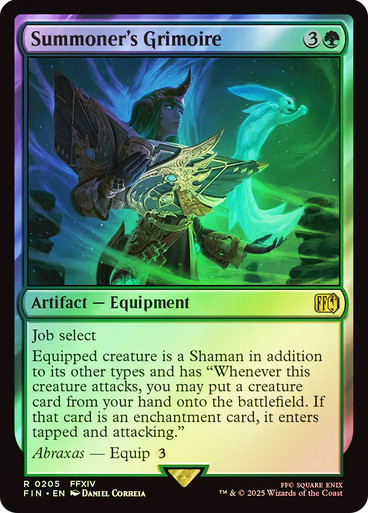 Summoner's Grimoire 3
Artifact — Equipment
Job select
Equipped creature is a Shaman in addition
to its other types and has “Whenever this
creature attacks, you may put a creature
card from your hand onto the battlefield. If
that card is an enchantment card, it enters
tapped and attacking.”
Abraxas — Equip 3
R 0205 FFXIV
FIN • EN Daniel Correia
FF© SQUARE ENIX
™ & © 2025 Wizards of the Coast